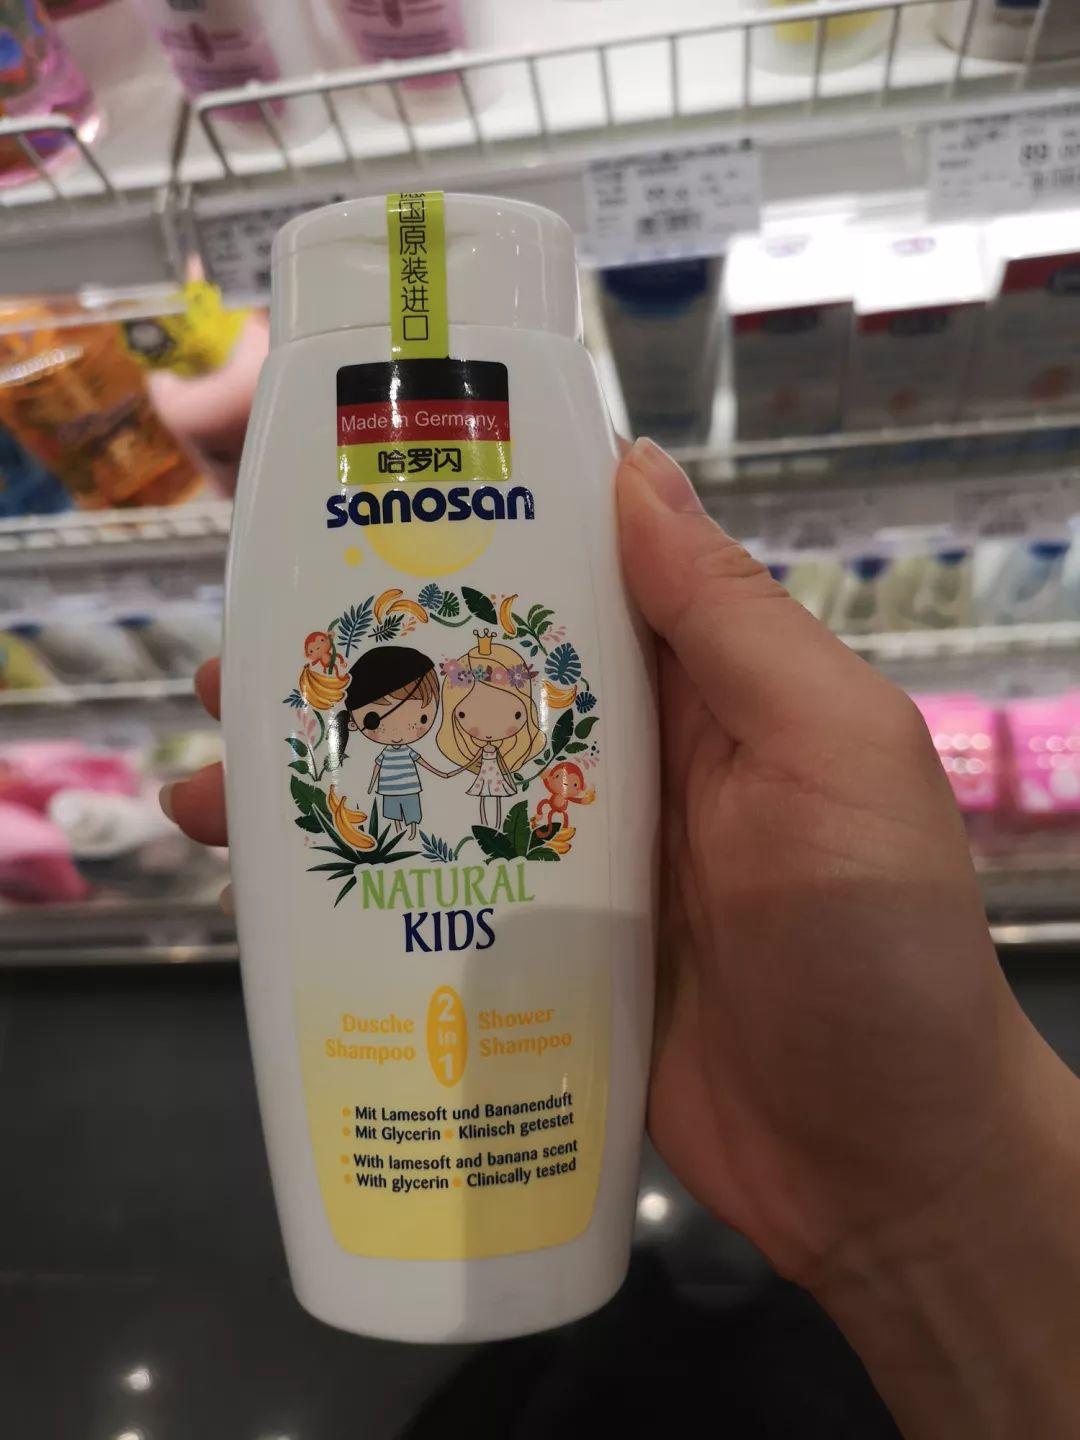 国原装进口
Made in Germany
哈罗闪
sanosan
NATURAL
KIDS
Dusche
Shampoo
2
in
1
Shower
Shampoo
Mit Lamesoft und Bananenduft
Mit Glycerin • Klinisch getestet
With lamesoft and banana scent
With glycerin • Clinically tested
89